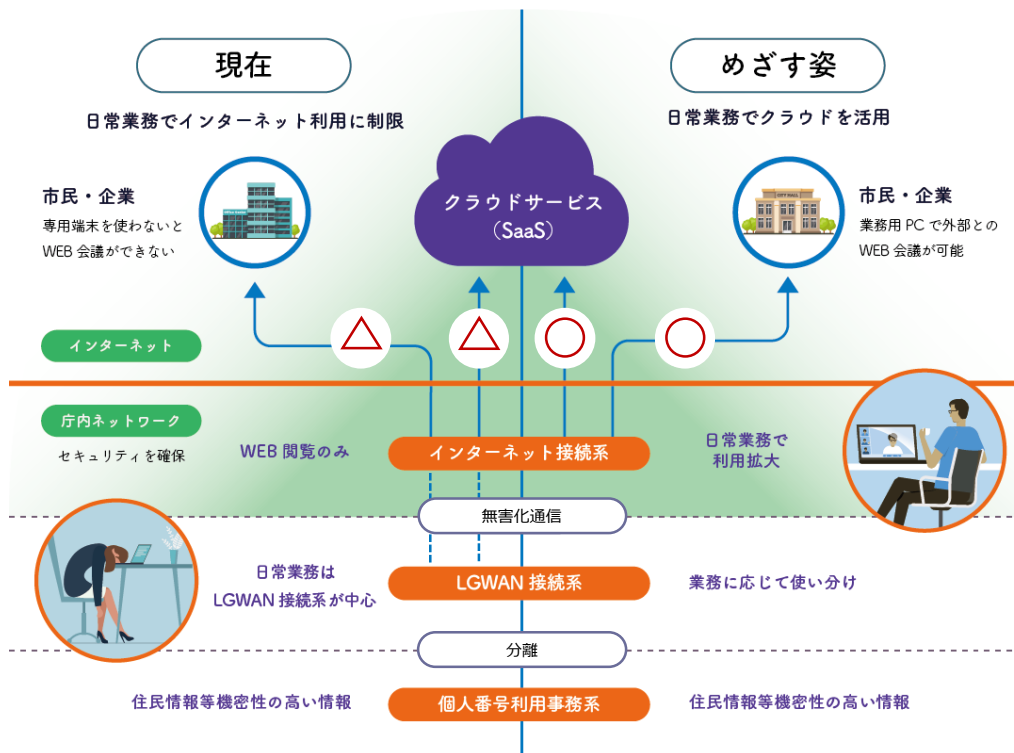 現在
めざす姿
日常業務でインターネット利用に制限
日常業務でクラウドを活用
市民・企業
専用端末を使わないと
WEB 会議ができない
クラウドサービス
（SaaS）
CITY HALL
市民・企業
業務用 PC で外部との
WEB 会議が可能
インターネット
庁内ネットワーク
セキュリティを確保
WEB 閲覧のみ
インターネット接続系
日常業務で
利用拡大
無害化通信
日常業務は
LGWAN 接続系が中心
LGWAN 接続系
業務に応じて使い分け
分離
住民情報等機密性の高い情報
個人番号利用事務系
住民情報等機密性の高い情報